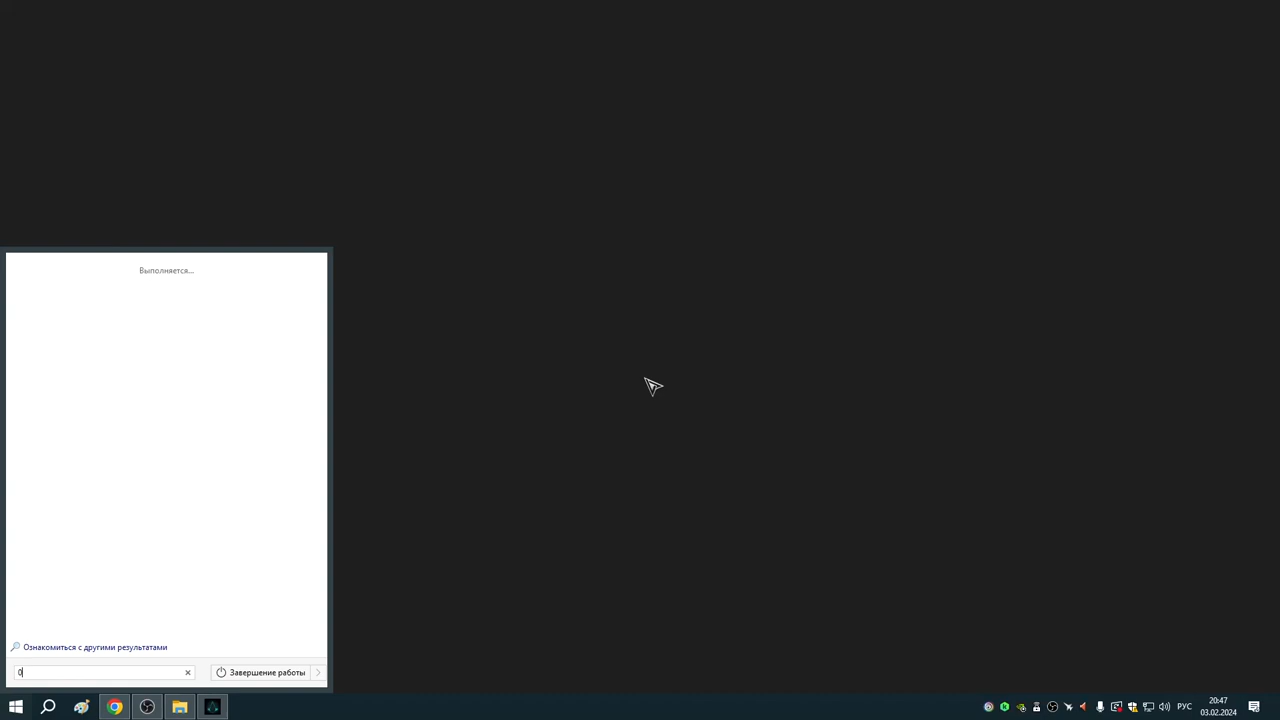 Выполняется...
Ознакомиться с другими результатами
0
Завершение работы
РУС
20:47
03.02.2024